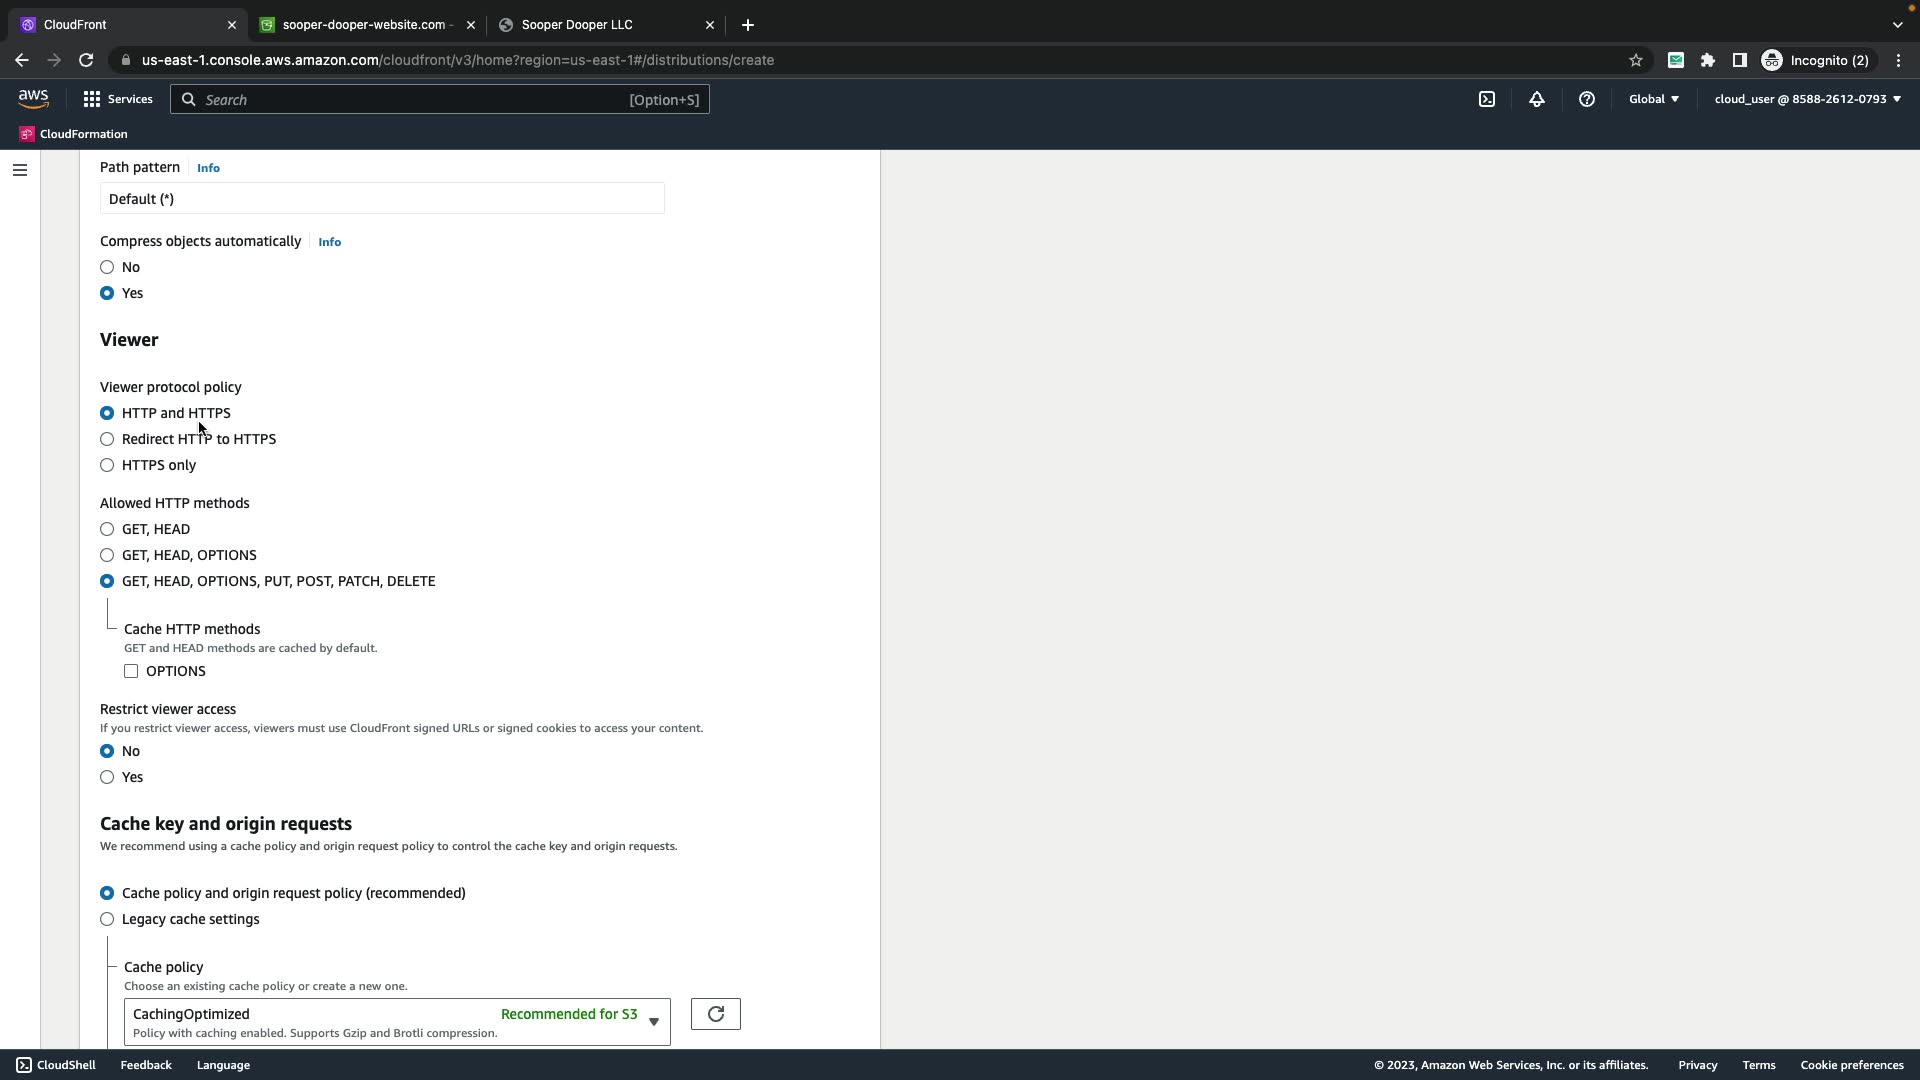 CloudFront
sooper-dooper-website.com -
Sooper Dooper LLC
us-east-1.console.aws.amazon.com/cloudfront/v3/home?region=us-east-1#/distributions/create
Incognito (2)
aws
Services
Search
[Option+S]
Global
cloud_user @ 8588-2612-0793
CloudFormation
Path pattern Info
Default (*)
Compress objects automatically Info
No
Yes
Viewer
Viewer protocol policy
HTTP and HTTPS
Redirect HTTP to HTTPS
HTTPS only
Allowed HTTP methods
GET, HEAD
GET, HEAD, OPTIONS
GET, HEAD, OPTIONS, PUT, POST, PATCH, DELETE
Cache HTTP methods
GET and HEAD methods are cached by default.
OPTIONS
Restrict viewer access
If you restrict viewer access, viewers must use CloudFront signed URLs or signed cookies to access your content.
No
Yes
Cache key and origin requests
We recommend using a cache policy and origin request policy to control the cache key and origin requests.
Cache policy and origin request policy (recommended)
Legacy cache settings
Cache policy
Choose an existing cache policy or create a new one.
CachingOptimized Recommended for S3
Policy with caching enabled. Supports Gzip and Brotli compression.
CloudShell Feedback Language © 2023, Amazon Web Services, Inc. or its affiliates. Privacy Terms Cookie preferences